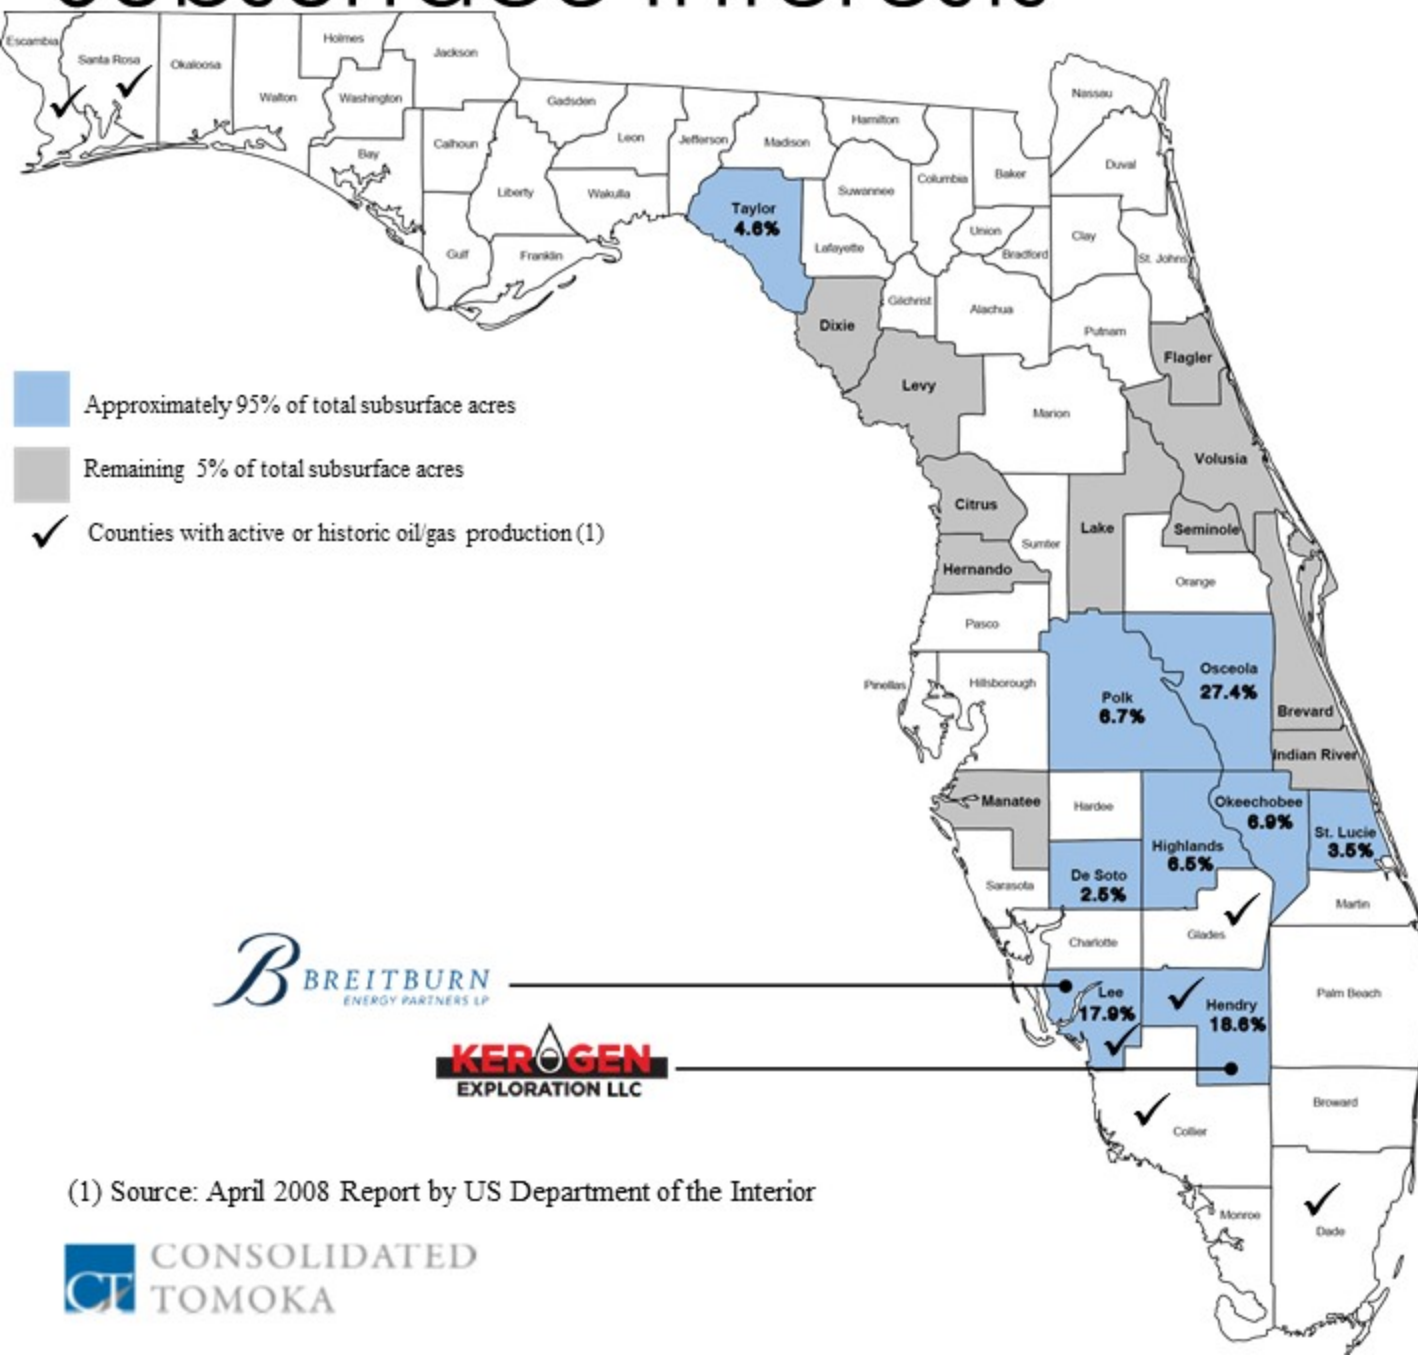 Subsurface Interests
Escambia
Santa Rosa
Okaloosa
Holmes
Jackson
Walton
Washington
Bay
Calhoun
Gadsden
Liberty
Leon
Wakulla
Gulf
Franklin
Jefferson
Madison
Hamilton
Taylor
4.6%
Suwannee
Lafayette
Columbia
Baker
Nassau
Duval
Union
Bradford
Clay
St. Johns
Gilchrist
Alachua
Putnam
Dixie
Levy
Marion
Flagler
Volusia
Approximately 95% of total subsurface acres
Remaining 5% of total subsurface acres
Counties with active or historic oil/gas production (1)
Citrus
Sumter
Lake
Seminole
Hernando
Orange
Pasco
Pinellas
Hillsborough
Polk
6.7%
Osceola
27.4%
Brevard
Indian River
Manatee
Hardee
Okeechobee
6.9%
St. Lucie
3.5%
Highlands
6.5%
De Soto
2.5%
Sarasota
Martin
Charlotte
Glades
BREITBURN
ENERGY PARTNERS LP
Lee
17.9%
Hendry
18.6%
Palm Beach
KEROGEN
EXPLORATION LLC
Broward
Collier
Monroe
Dade
(1) Source: April 2008 Report by US Department of the Interior
CT
CONSOLIDATED
TOMOKA